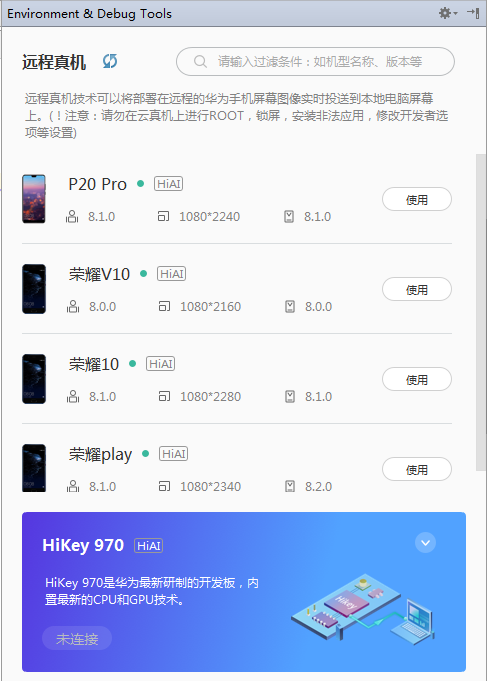 Environment & Debug Tools
远程真机
请输入过滤条件：如机型名称、版本等
远程真机技术可以将部署在远程的华为手机屏幕图像实时投送到本地电脑屏幕
上。(！注意：请勿在云真机上进行ROOT，锁屏，安装非法应用，修改开发者选
项等设置)
P20 Pro HiAI
8.1.0 1080*2240 8.1.0
使用
荣耀V10 HiAI
8.0.0 1080*2160 8.0.0
使用
荣耀10 HiAI
8.1.0 1080*2280 8.1.0
使用
荣耀play HiAI
8.1.0 1080*2340 8.2.0
使用
HiKey 970 HiAI
HiKey 970是华为最新研制的开发板，内
置最新的CPU和GPU技术。
未连接
HiKey